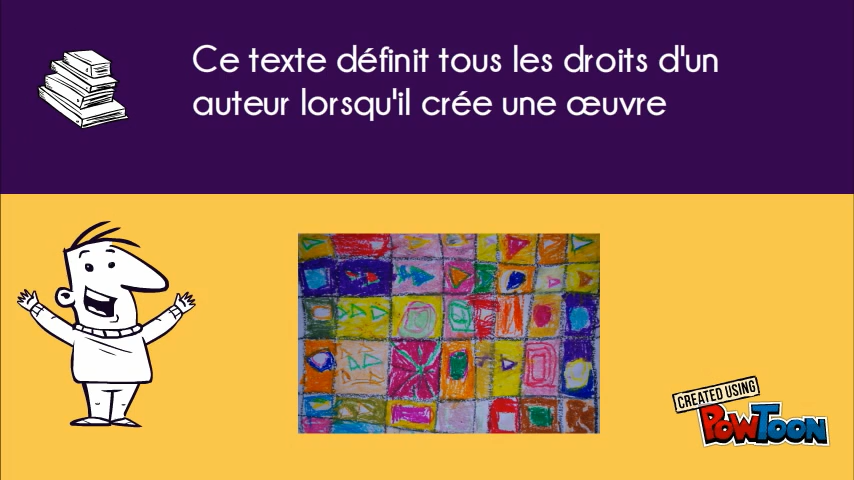 Ce texte définit tous les droits d'un
auteur lorsqu'il crée une œuvre
CREATED USING
POWTOON